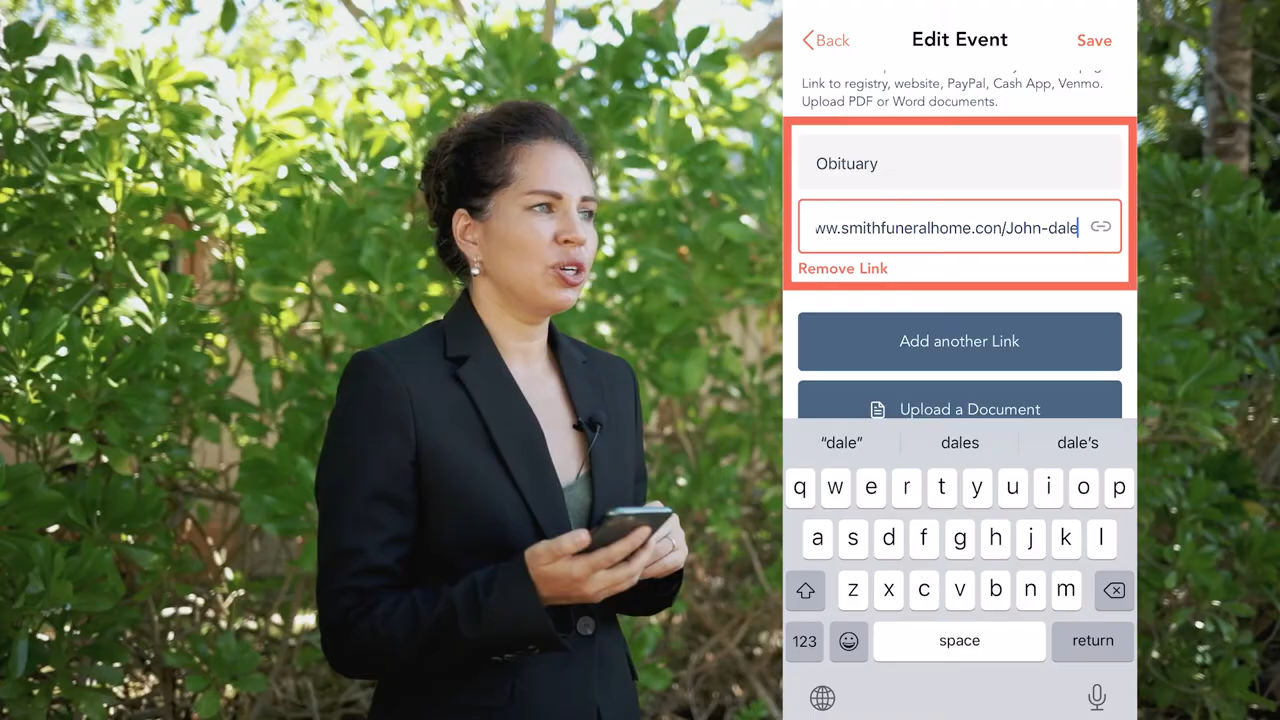 Back
Edit Event
Save
Link to registry, website, PayPal, Cash App, Venmo.
Upload PDF or Word documents.
Obituary
ww.smithfuneralhome.con/John-dale
Remove Link
Add another Link
Upload a Document
“dale”
dales
dale’s
q w e r t y u i o p
a s d f g h j k l
z x c v b n m
123
space
return